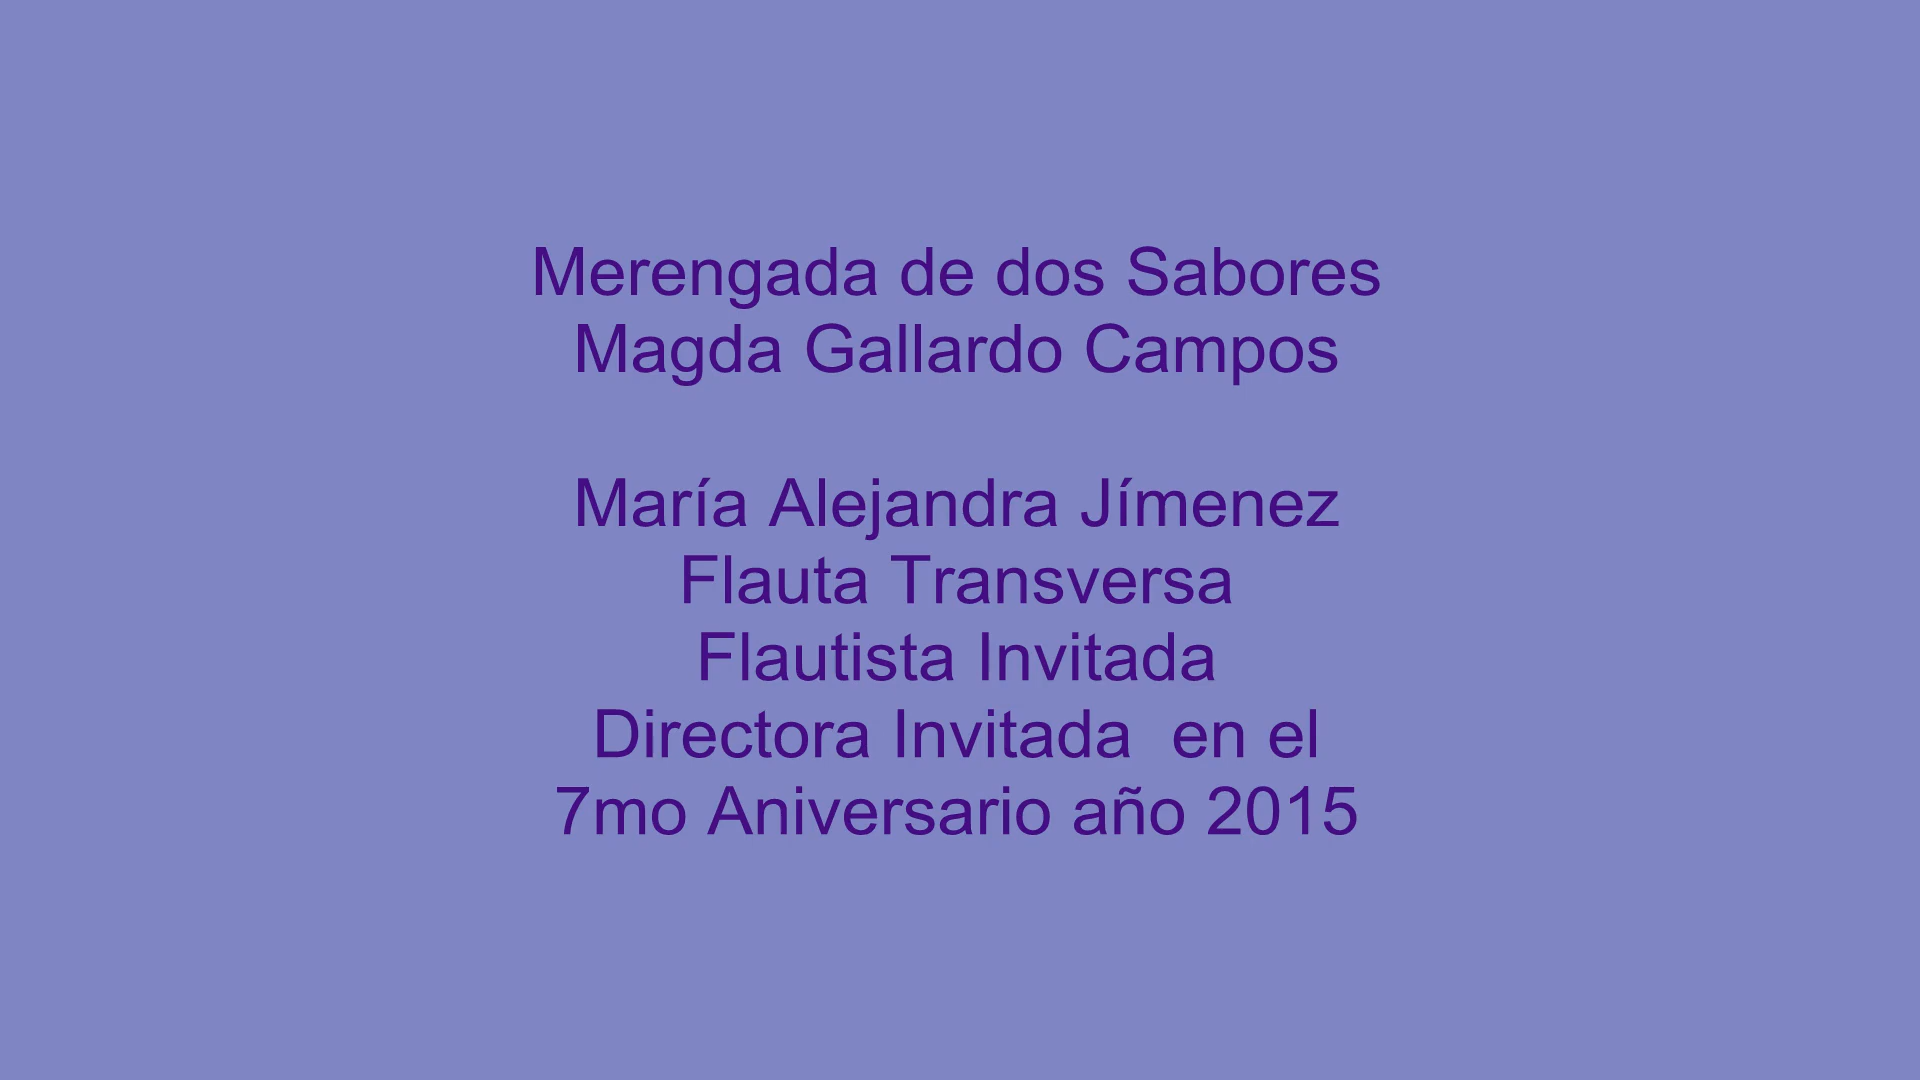 Merengada de dos Sabores
Magda Gallardo Campos
María Alejandra Jímenez
Flauta Transversa
Flautista Invitada
Directora Invitada  en el
7mo Aniversario año 2015